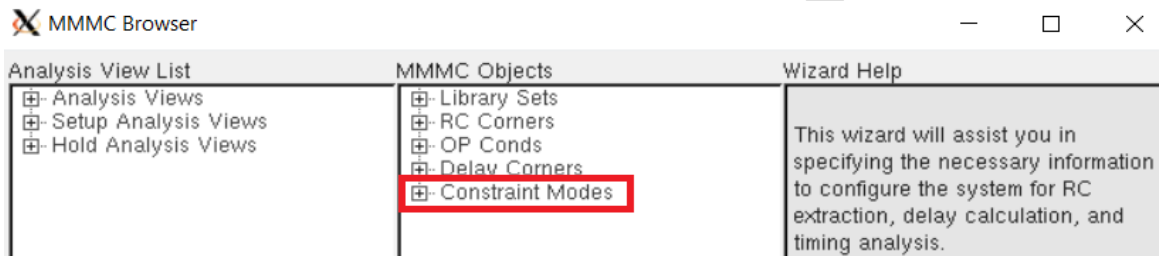 MMMC Browser
Analysis View List
Analysis Views
Setup Analysis Views
Hold Analysis Views
MMMC Objects
Library Sets
RC Corners
OP Conds
Delay Corners
Constraint Modes
Wizard Help
This wizard will assist you in
specifying the necessary information
to configure the system for RC
extraction, delay calculation, and
timing analysis.